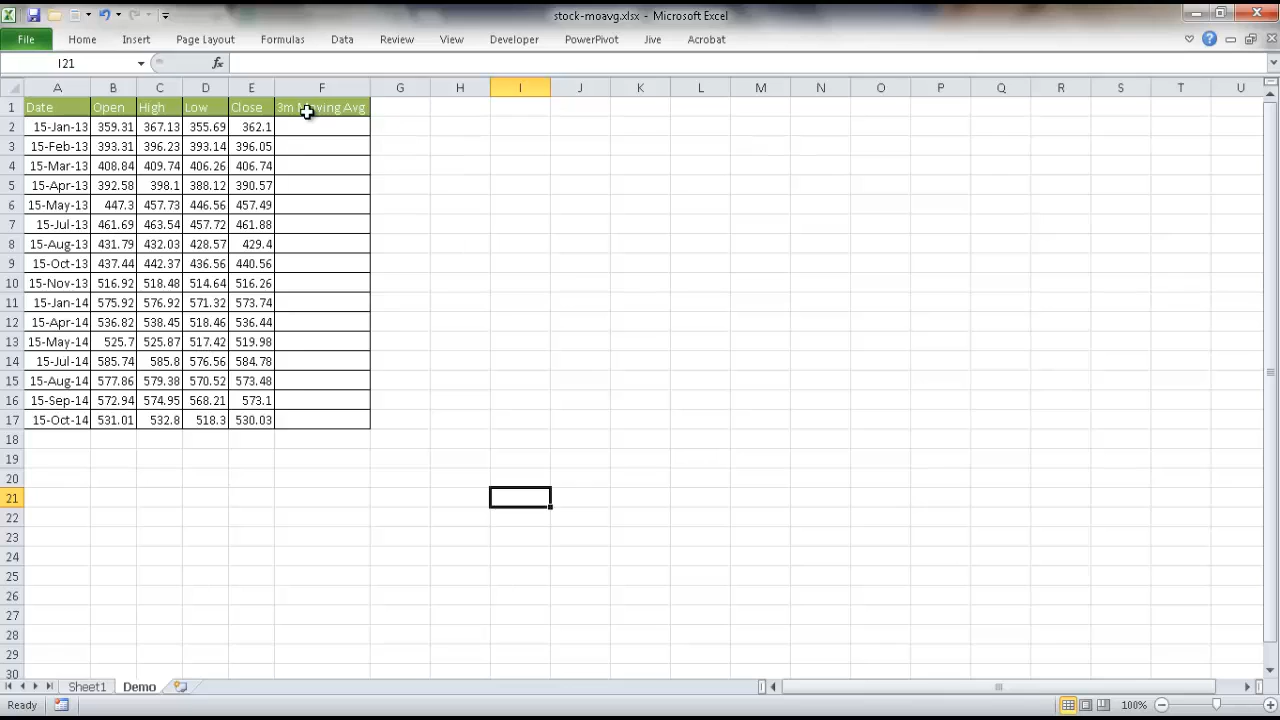 stock-moavg.xlsx - Microsoft Excel
File Home Insert Page Layout Formulas Data Review View Developer PowerPivot Jive Acrobat
I21 fx
A B C D E F G H I J K L M N O P Q R S T U
1 Date Open High Low Close 3m Moving Avg
2 15-Jan-13 359.31 367.13 355.69 362.1
3 15-Feb-13 393.31 396.23 393.14 396.05
4 15-Mar-13 408.84 409.74 406.26 406.74
5 15-Apr-13 392.58 398.1 388.12 390.57
6 15-May-13 447.3 457.73 446.56 457.49
7 15-Jul-13 461.69 463.54 457.72 461.88
8 15-Aug-13 431.79 432.03 428.57 429.4
9 15-Oct-13 437.44 442.37 436.56 440.56
10 15-Nov-13 516.92 518.48 514.64 516.26
11 15-Jan-14 575.92 576.92 571.32 573.74
12 15-Apr-14 536.82 538.45 518.46 536.44
13 15-May-14 525.7 525.87 517.42 519.98
14 15-Jul-14 585.74 585.8 576.56 584.78
15 15-Aug-14 577.86 579.38 570.52 573.48
16 15-Sep-14 572.94 574.95 568.21 573.1
17 15-Oct-14 531.01 532.8 518.3 530.03
18
19
20
21
22
23
24
25
26
27
28
29
30
Sheet1 Demo
Ready 100%